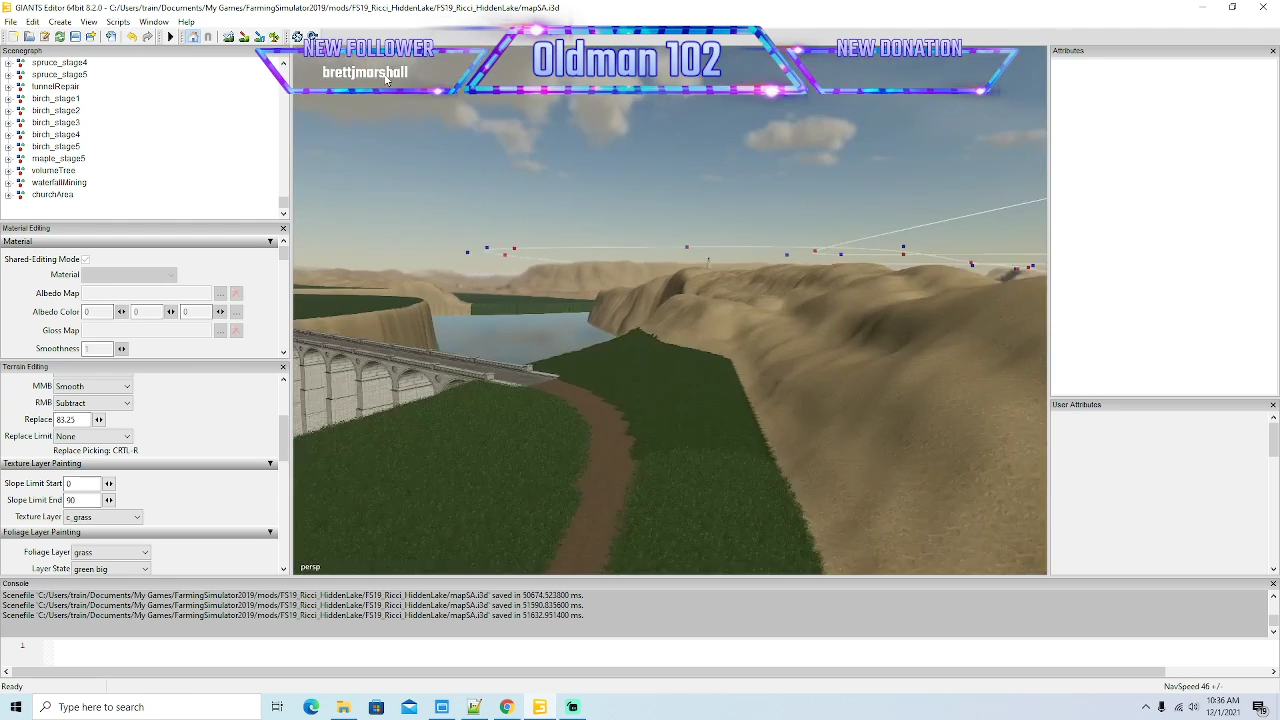 GIANTS Editor 64bit 8.2.0 - C:/Users/train/Documents/My Games/FarmingSimulator2019/mods/FS19_Ricci_HiddenLake/mapSA.i3d
File Edit Create View Scripts Window Help
NEW FOLLOWER
brettjmarshall
Oldman 102
NEW DONATION
Scenegraph
spruce
spruce
lumps
birch_stage1
birch_stage2
birch_stage3
birch_stage4
birch_stage5
maple_stage5
volumeTree
waterfallMining
churchArea
Material Editing
Material
Shared-Editing Mode
Material
Albedo Map
Albedo Color 0 0 0
Gloss Map
Smoothness 1
Terrain Editing
MMB: Smooth
RMB: Subtract
Replace 83.25
Replace Limit: None
Replace Picking: CRTL-R
Texture Layer Painting
Slope Limit Start 0
Slope Limit End 90
Texture Layer: c_grass
Foliage Layer Painting
Foliage Layer: grass
Layer State: green big
persp
Attributes
User Attributes
Console
Scenefile 'C:/Users/train/Documents/My Games/FarmingSimulator2019/mods/FS19_Ricci_HiddenLake/FS19_Ricci_HiddenLake/mapSA.i3d' saved in 50674.523800 ms.
Scenefile 'C:/Users/train/Documents/My Games/FarmingSimulator2019/mods/FS19_Ricci_HiddenLake/FS19_Ricci_HiddenLake/mapSA.i3d' saved in 51590.835600 ms.
Scenefile 'C:/Users/train/Documents/My Games/FarmingSimulator2019/mods/FS19_Ricci_HiddenLake/FS19_Ricci_HiddenLake/mapSA.i3d' saved in 51632.951400 ms.
1
Ready
NavSpeed 46 +/-
Type here to search
10:36 AM
12/1/2021